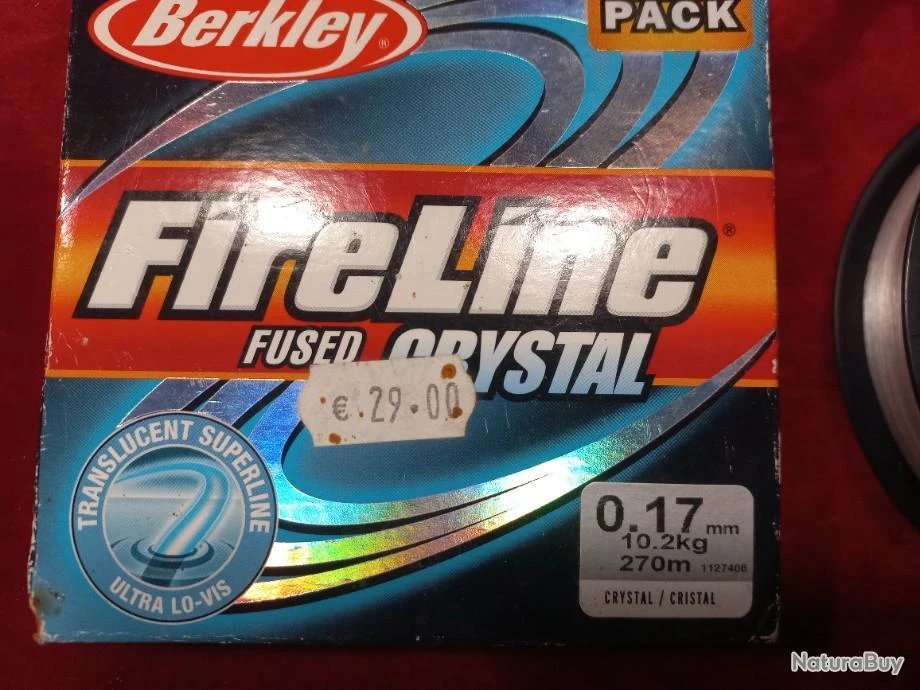 Berkley®
PACK
FireLine®
FUSED CRYSTAL
€ 29.00
TRANSLUCENT SUPERLINE
ULTRA LO-VIS
0.17 mm
10.2kg
270m 1127406
CRYSTAL / CRISTAL
NaturaBuy